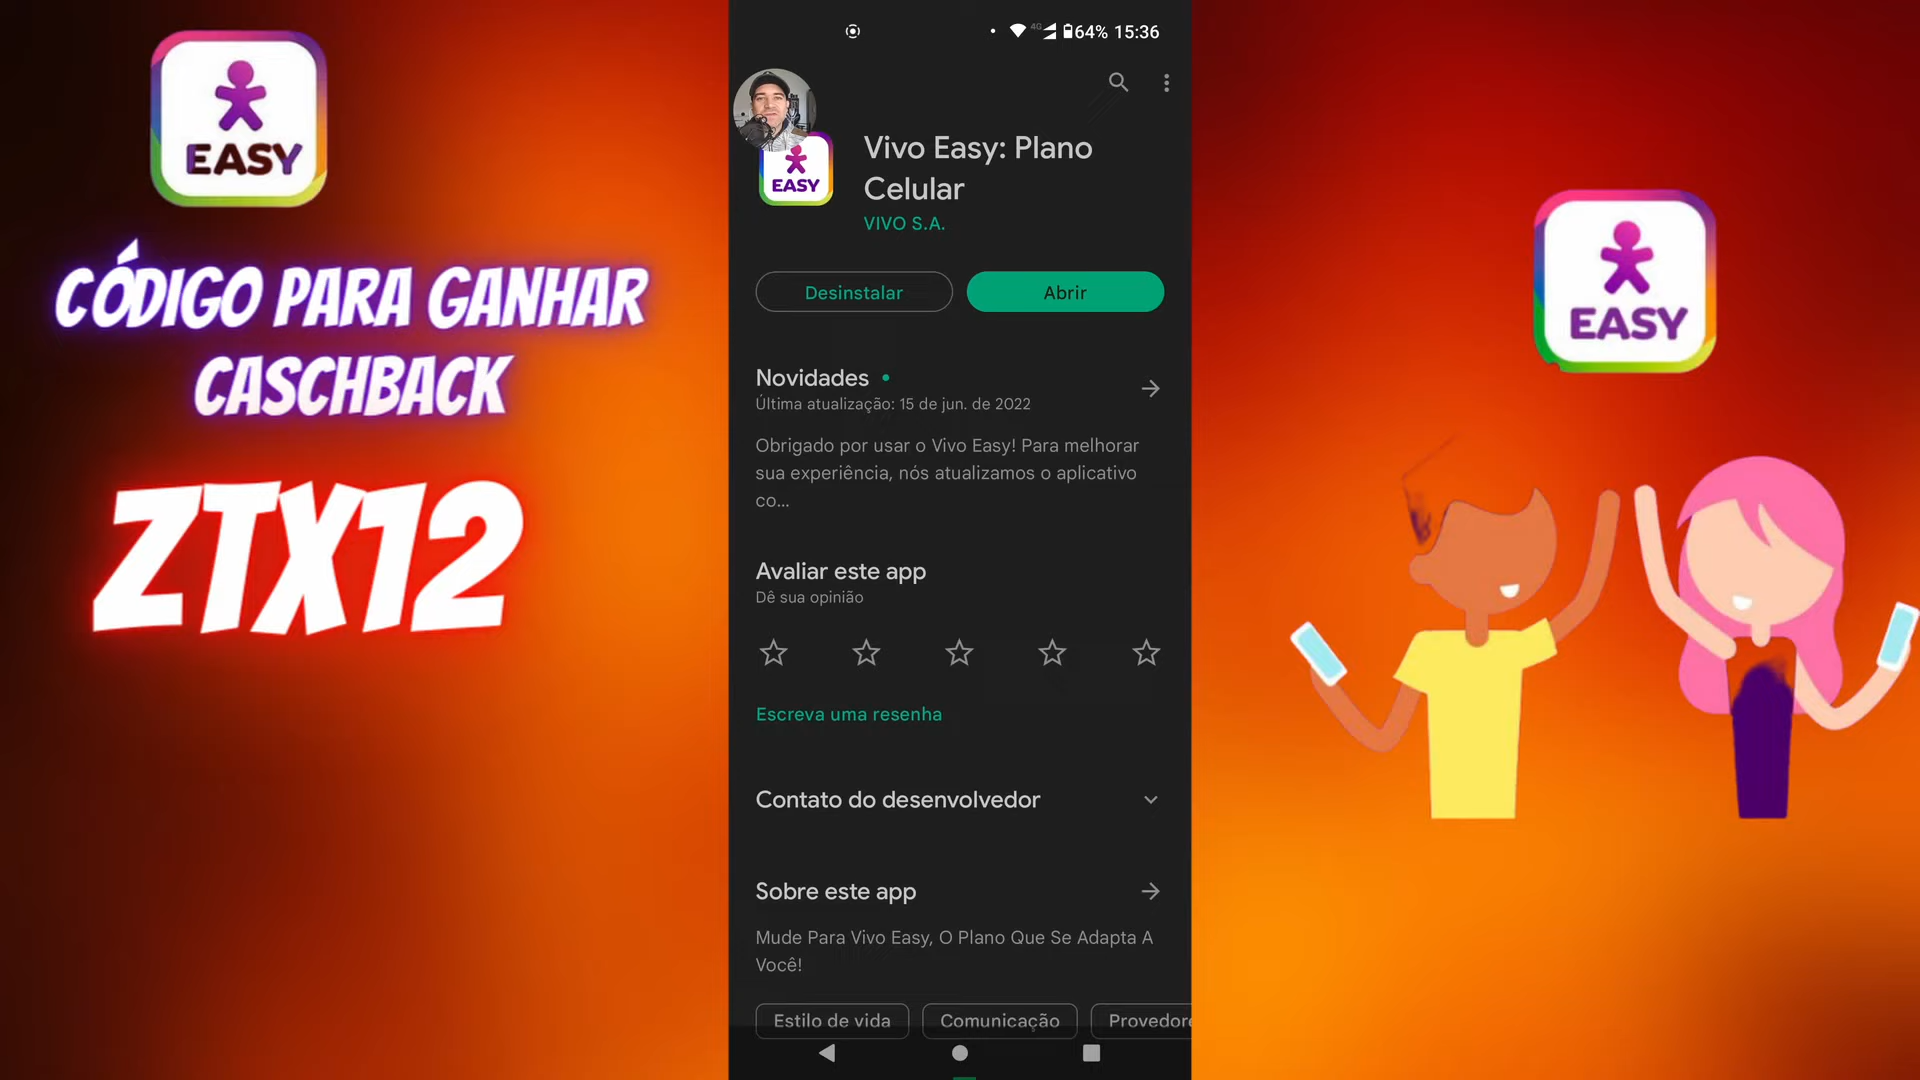 EASY
CÓDIGO PARA GANHAR
CASCHBACK
ZTX12
4G 64% 15:36
EASY
Vivo Easy: Plano
Celular
VIVO S.A.
Desinstalar
Abrir
Novidades
Última atualização: 15 de jun. de 2022
Obrigado por usar o Vivo Easy! Para melhorar
sua experiência, nós atualizamos o aplicativo
co...
Avaliar este app
Dê sua opinião
Escreva uma resenha
Contato do desenvolvedor
Sobre este app
Mude Para Vivo Easy, O Plano Que Se Adapta A
Você!
Estilo de vida
Comunicação
Provedore
EASY